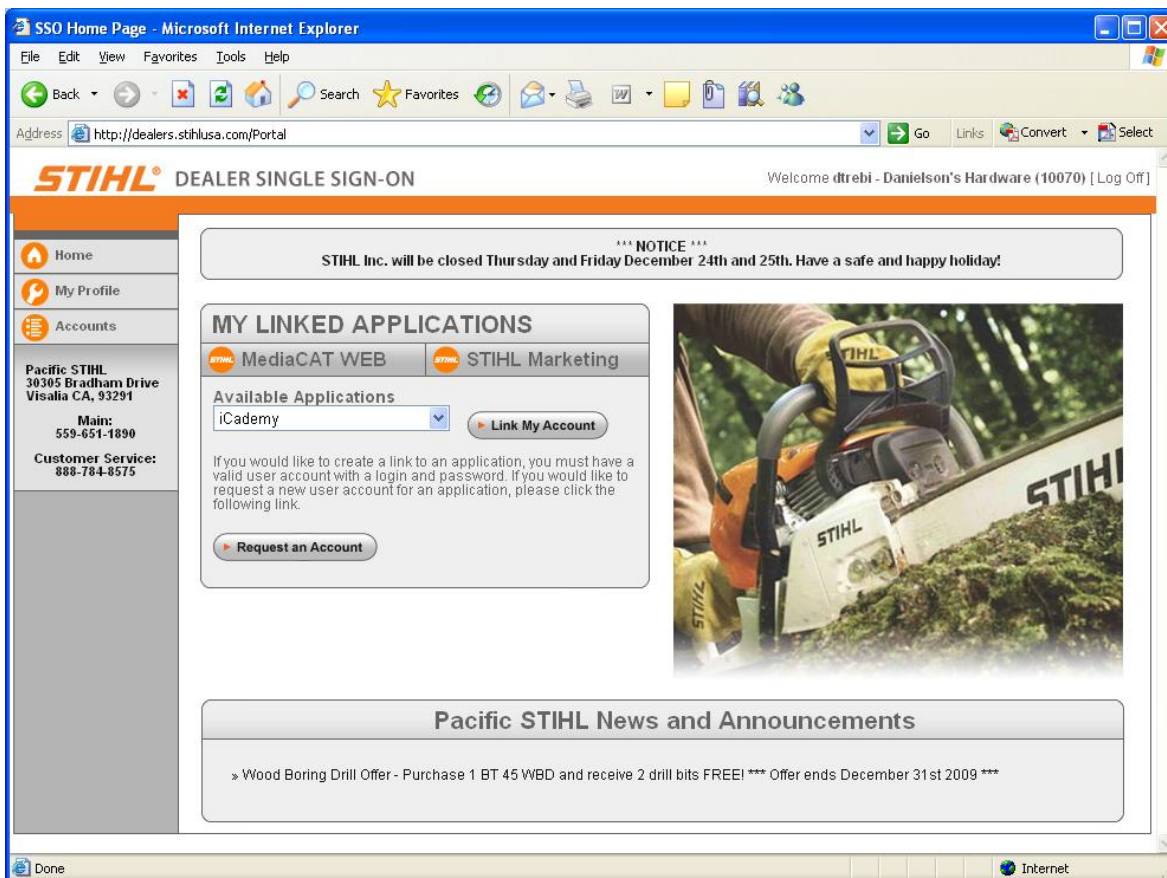 SSO Home Page - Microsoft Internet Explorer
File Edit View Favorites Tools Help
Back Search Favorites
Address http://dealers.stihlusa.com/Portal Go Links Convert Select
STIHL® DEALER SINGLE SIGN-ON Welcome dtrebi - Danielson's Hardware (10070) [ Log Off ]
Home
My Profile
Accounts
Pacific STIHL
30305 Bradham Drive
Visalia CA, 93291
Main:
559-651-1890
Customer Service:
888-784-8575
*** NOTICE ***
STIHL Inc. will be closed Thursday and Friday December 24th and 25th. Have a safe and happy holiday!
MY LINKED APPLICATIONS
STIHL MediaCAT WEB STIHL STIHL Marketing
Available Applications
iCademy Link My Account
If you would like to create a link to an application, you must have a
valid user account with a login and password. If you would like to
request a new user account for an application, please click the
following link.
Request an Account
STIHL
STIHL
STIHL
STIHL
Pacific STIHL News and Announcements
» Wood Boring Drill Offer - Purchase 1 BT 45 WBD and receive 2 drill bits FREE! *** Offer ends December 31st 2009 ***
Done Internet